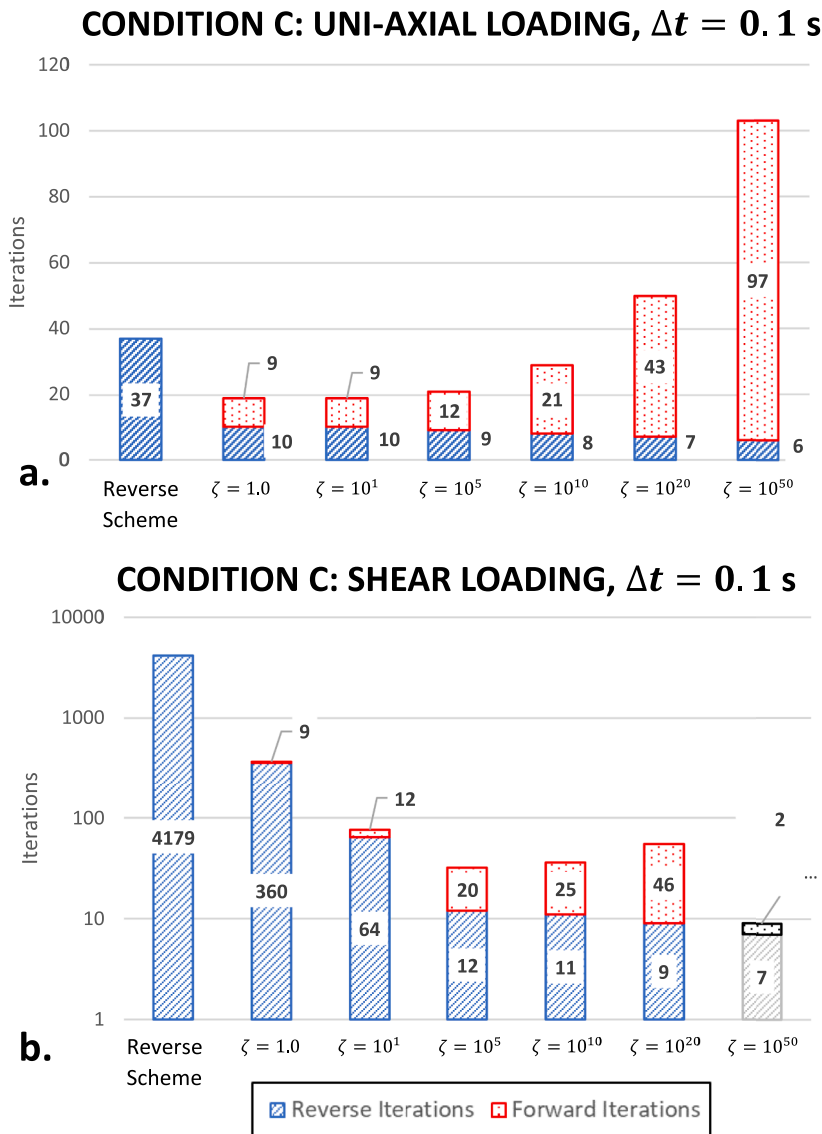 CONDITION C: UNI-AXIAL LOADING, Δt = 0.1 s
120
100
80
60
40
20
0
Iterations
37
9
10
9
10
12
9
21
8
43
7
97
6
a.
Reverse Scheme
ζ = 1.0
ζ = 10¹
ζ = 10⁵
ζ = 10¹⁰
ζ = 10²⁰
ζ = 10⁵⁰
CONDITION C: SHEAR LOADING, Δt = 0.1 s
10000
1000
100
10
1
Iterations
4179
9
360
12
64
20
12
25
11
46
9
2
...
7
b.
Reverse Scheme
ζ = 1.0
ζ = 10¹
ζ = 10⁵
ζ = 10¹⁰
ζ = 10²⁰
ζ = 10⁵⁰
Reverse Iterations
Forward Iterations